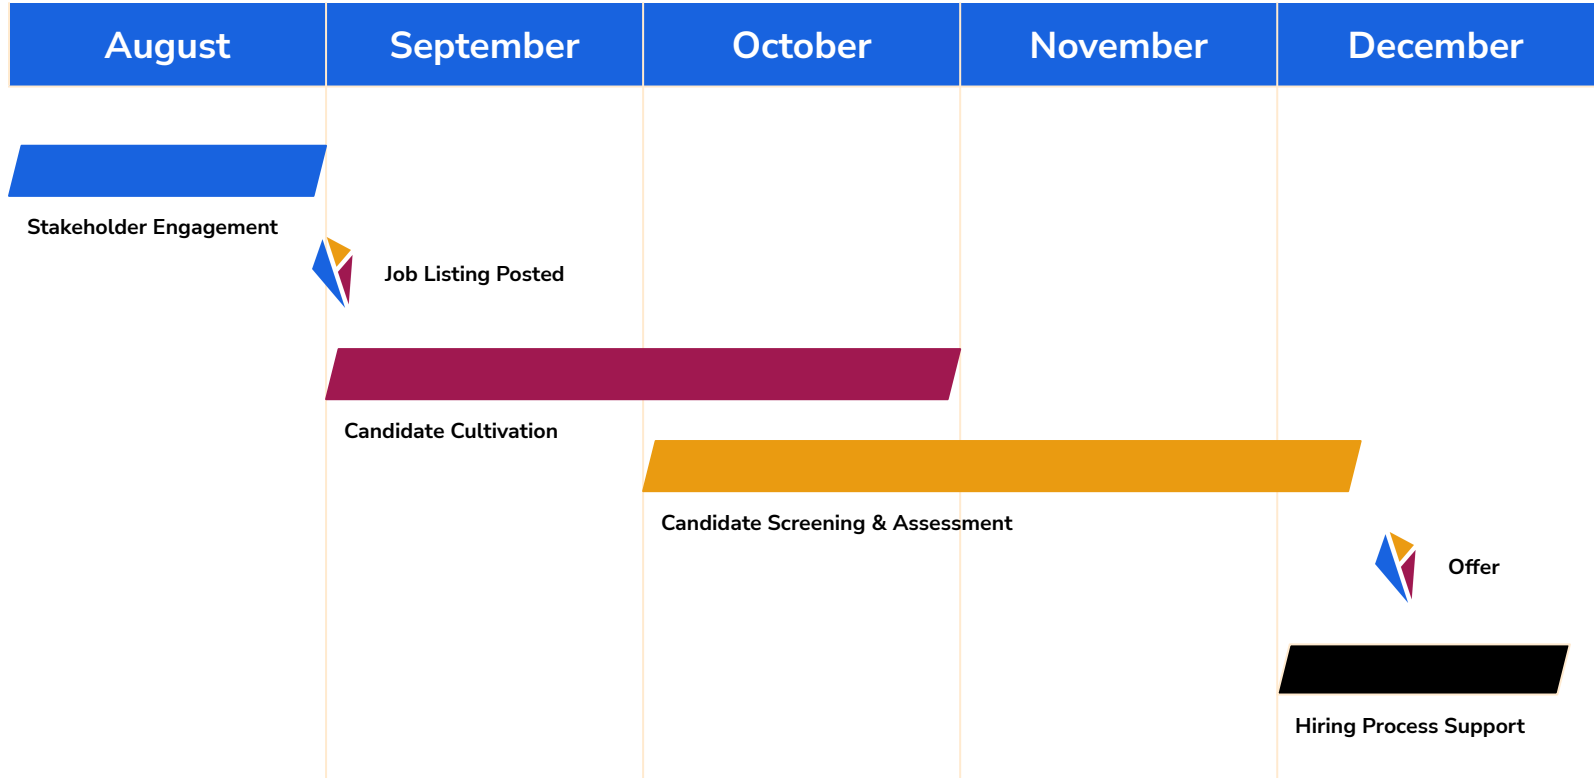 August
September
October
November
December
Stakeholder Engagement
Job Listing Posted
Candidate Cultivation
Candidate Screening & Assessment
Offer
Hiring Process Support